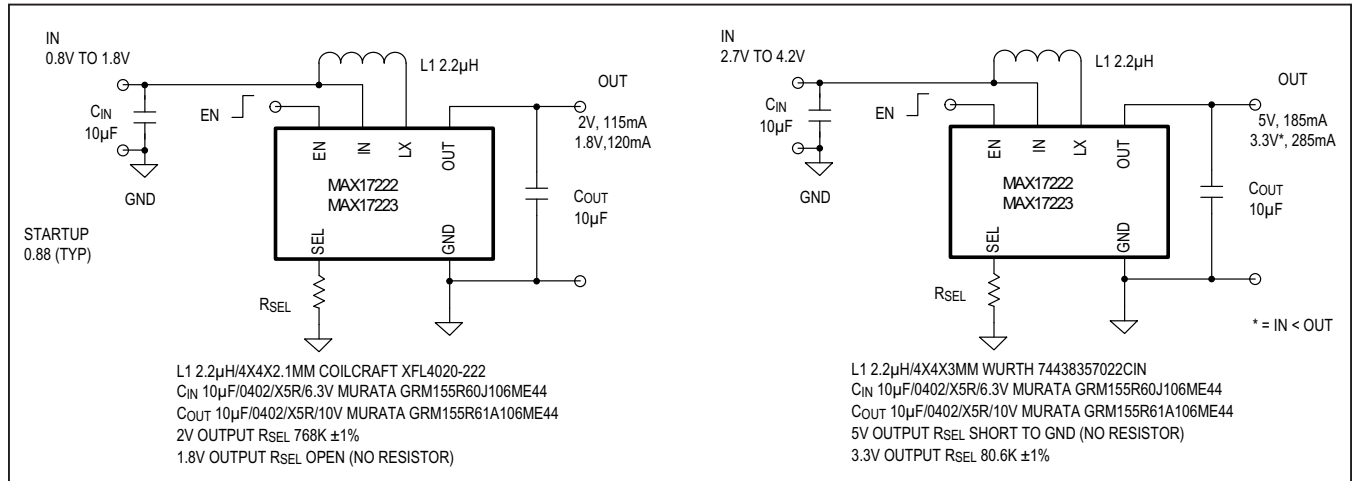 IN
0.8V TO 1.8V
L1 2.2µH
OUT
CIN
10µF
EN
2V, 115mA
1.8V,120mA
EN
IN
LX
OUT
MAX17222
MAX17223
GND
COUT
10µF
STARTUP
0.88 (TYP)
SEL
GND
RSEL
L1 2.2µH/4X4X2.1MM COILCRAFT XFL4020-222
CIN 10µF/0402/X5R/6.3V MURATA GRM155R60J106ME44
COUT 10µF/0402/X5R/10V MURATA GRM155R61A106ME44
2V OUTPUT RSEL 768K ±1%
1.8V OUTPUT RSEL OPEN (NO RESISTOR)
IN
2.7V TO 4.2V
L1 2.2µH
OUT
CIN
10µF
EN
5V, 185mA
3.3V*, 285mA
EN
IN
LX
OUT
MAX17222
MAX17223
GND
COUT
10µF
SEL
GND
RSEL
* = IN < OUT
L1 2.2µH/4X4X3MM WURTH 74438357022CIN
CIN 10µF/0402/X5R/6.3V MURATA GRM155R60J106ME44
COUT 10µF/0402/X5R/10V MURATA GRM155R61A106ME44
5V OUTPUT RSEL SHORT TO GND (NO RESISTOR)
3.3V OUTPUT RSEL 80.6K ±1%